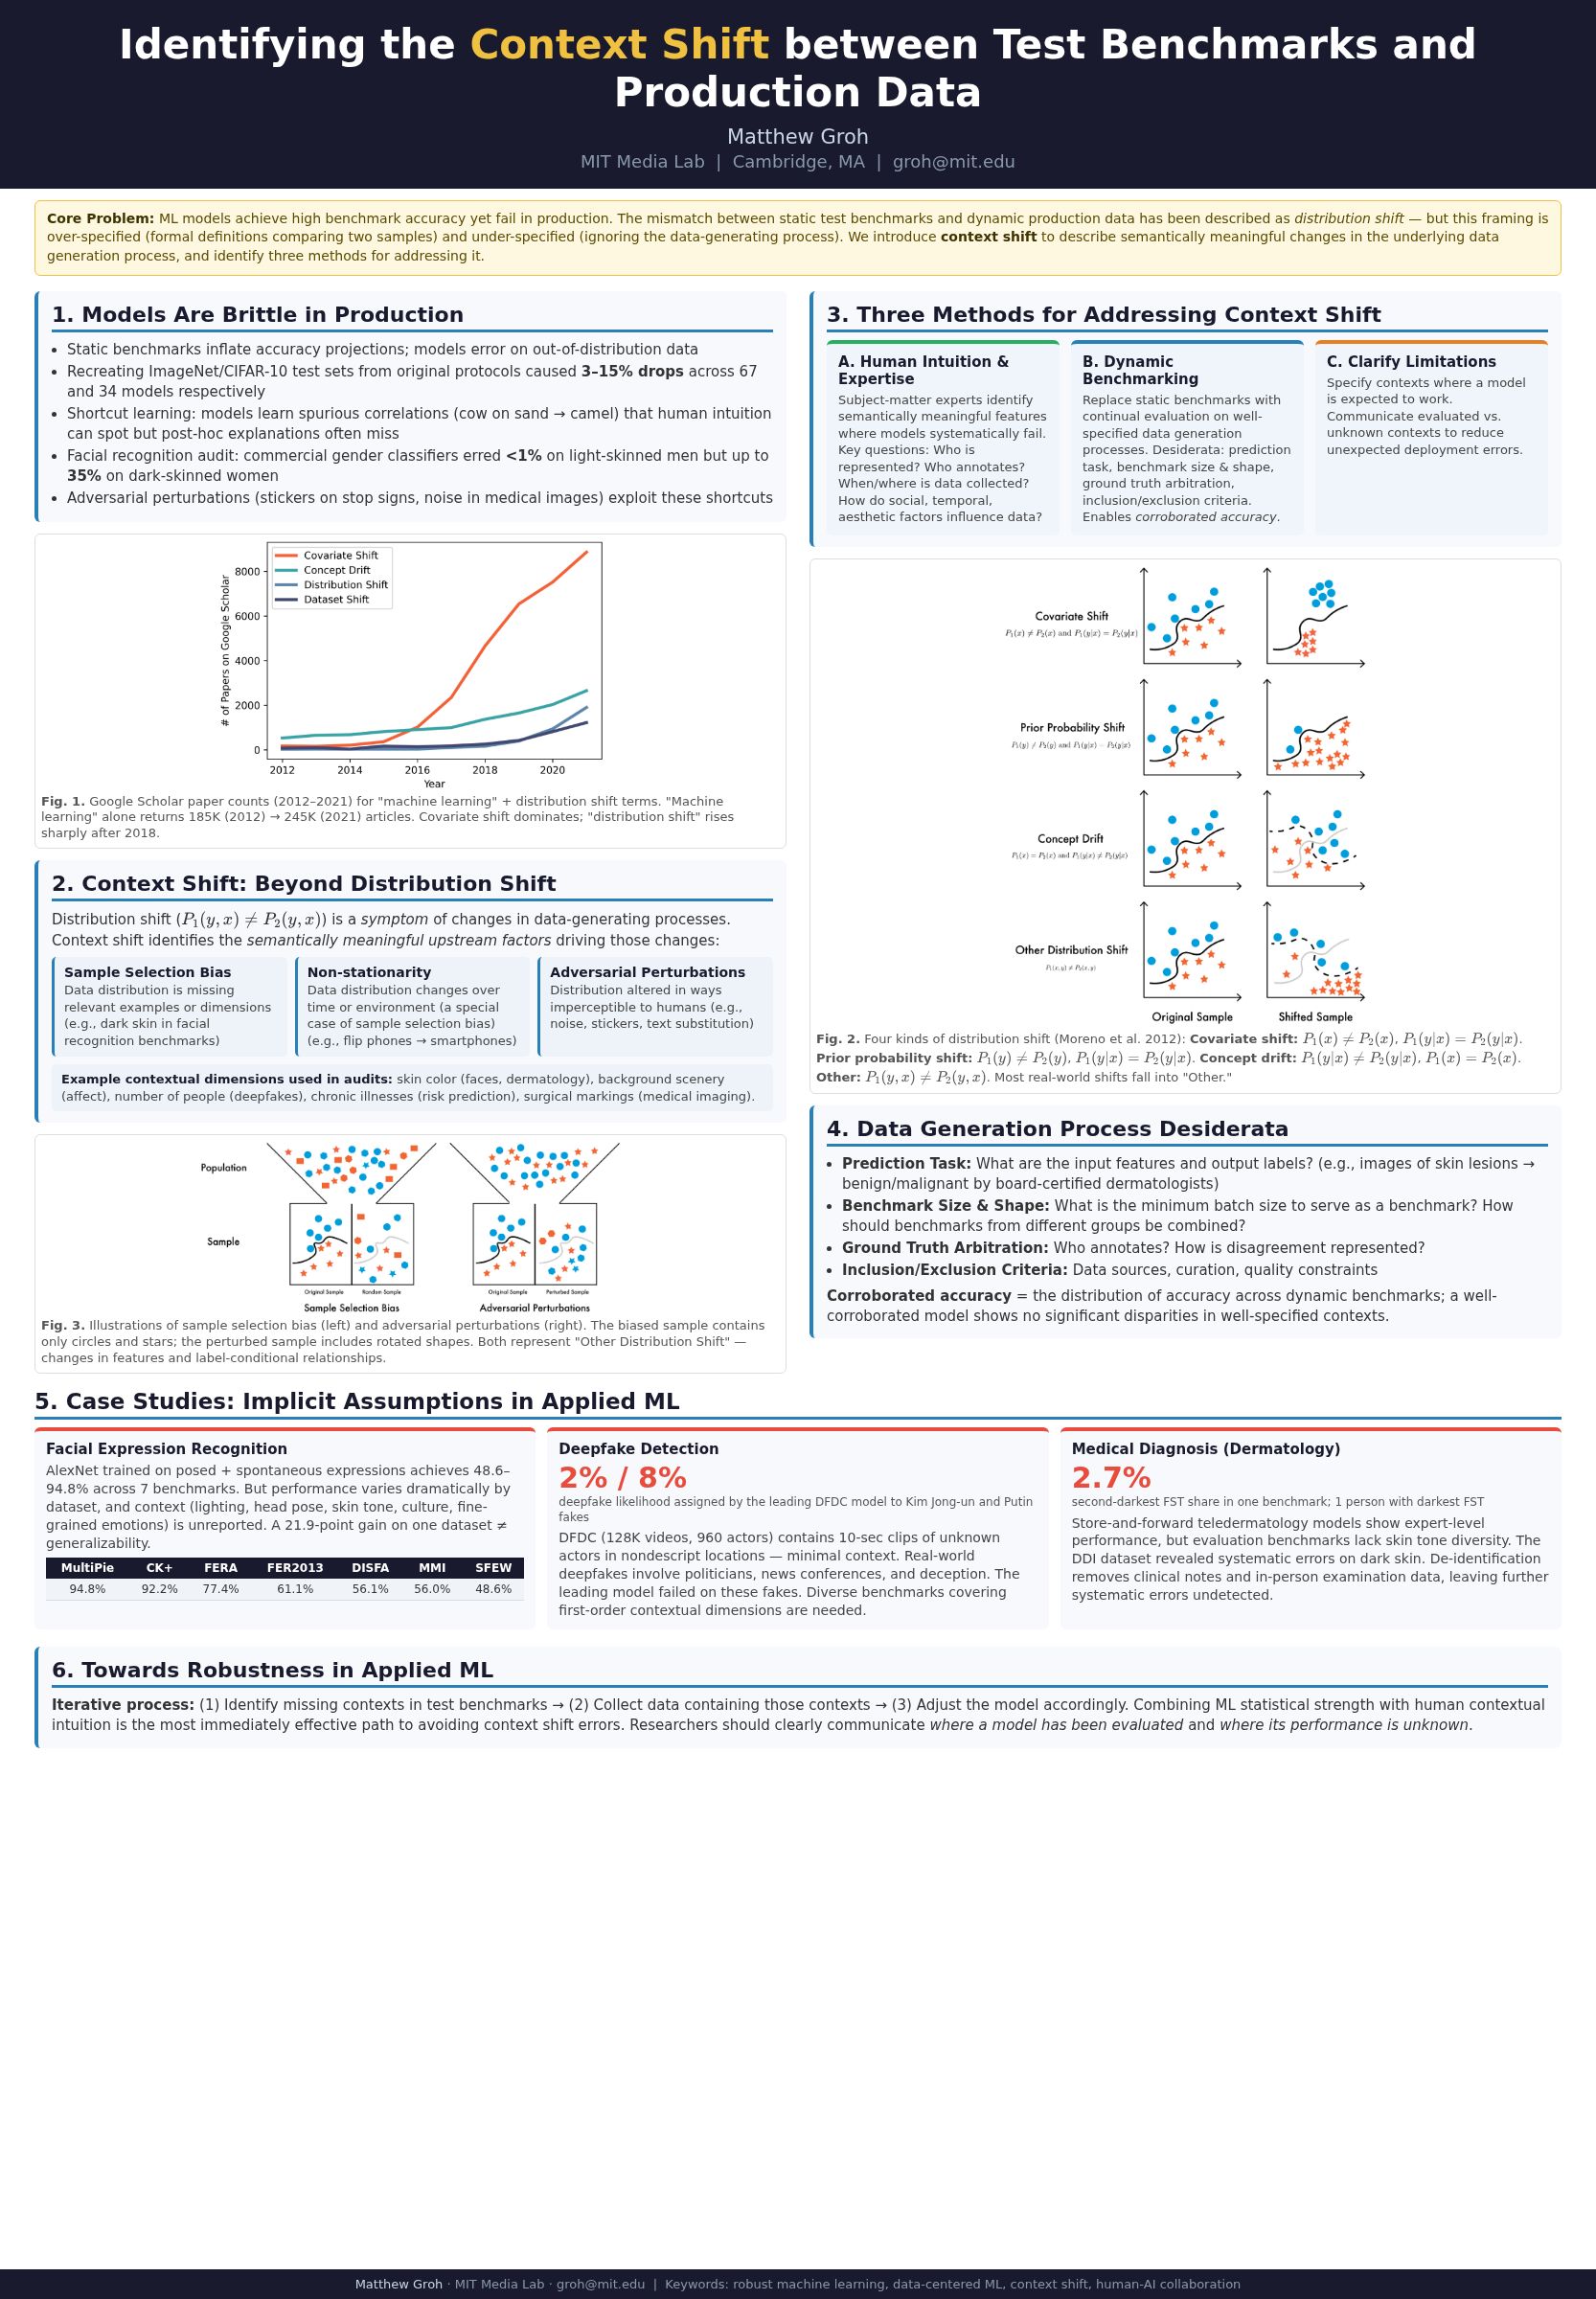 Identifying the Context Shift between Test Benchmarks and
Production Data
Matthew Groh
MIT Media Lab | Cambridge, MA | groh@mit.edu
Core Problem: ML models achieve high benchmark accuracy yet fail in production. The mismatch between static test benchmarks and dynamic production data has been described as distribution shift — but this framing is
over-specified (formal definitions comparing two samples) and under-specified (ignoring the data-generating process). We introduce context shift to describe semantically meaningful changes in the underlying data
generation process, and identify three methods for addressing it.
1. Models Are Brittle in Production
• Static benchmarks inflate accuracy projections; models error on out-of-distribution data
• Recreating ImageNet/CIFAR-10 test sets from original protocols caused 3–15% drops across 67
and 34 models respectively
• Shortcut learning: models learn spurious correlations (cow on sand → camel) that human intuition
can spot but post-hoc explanations often miss
• Facial recognition audit: commercial gender classifiers erred <1% on light-skinned men but up to
35% on dark-skinned women
• Adversarial perturbations (stickers on stop signs, noise in medical images) exploit these shortcuts
# of Papers on Google Scholar
8000
6000
4000
2000
0
Covariate Shift
Concept Drift
Distribution Shift
Dataset Shift
2012 2014 2016 2018 2020
Year
Fig. 1. Google Scholar paper counts (2012–2021) for "machine learning" + distribution shift terms. "Machine
learning" alone returns 185K (2012) → 245K (2021) articles. Covariate shift dominates; "distribution shift" rises
sharply after 2018.
2. Context Shift: Beyond Distribution Shift
Distribution shift (P₁(y, x) ≠ P₂(y, x)) is a symptom of changes in data-generating processes.
Context shift identifies the semantically meaningful upstream factors driving those changes:
Sample Selection Bias
Data distribution is missing
relevant examples or dimensions
(e.g., dark skin in facial
recognition benchmarks)
Non-stationarity
Data distribution changes over
time or environment (a special
case of sample selection bias)
(e.g., flip phones → smartphones)
Adversarial Perturbations
Distribution altered in ways
imperceptible to humans (e.g.,
noise, stickers, text substitution)
Example contextual dimensions used in audits: skin color (faces, dermatology), background scenery
(affect), number of people (deepfakes), chronic illnesses (risk prediction), surgical markings (medical imaging).
Population
Sample
Original Sample Random Sample Original Sample Perturbed Sample
Sample Selection Bias Adversarial Perturbations
Fig. 3. Illustrations of sample selection bias (left) and adversarial perturbations (right). The biased sample contains
only circles and stars; the perturbed sample includes rotated shapes. Both represent "Other Distribution Shift" —
changes in features and label-conditional relationships.
3. Three Methods for Addressing Context Shift
A. Human Intuition &
Expertise
Subject-matter experts identify
semantically meaningful features
where models systematically fail.
Key questions: Who is
represented? Who annotates?
When/where is data collected?
How do social, temporal,
aesthetic factors influence data?
B. Dynamic
Benchmarking
Replace static benchmarks with
continual evaluation on well-
specified data generation
processes. Desiderata: prediction
task, benchmark size & shape,
ground truth arbitration,
inclusion/exclusion criteria.
Enables corroborated accuracy.
C. Clarify Limitations
Specify contexts where a model
is expected to work.
Communicate evaluated vs.
unknown contexts to reduce
unexpected deployment errors.
Covariate Shift
P₁(x) ≠ P₂(x) and P₁(y|x) = P₂(y|x)
Prior Probability Shift
P₁(y) ≠ P₂(y) and P₁(y|x) = P₂(y|x)
Concept Drift
P₁(x) = P₂(x) and P₁(y|x) ≠ P₂(y|x)
Other Distribution Shift
P₁(x, y) ≠ P₂(x, y)
Original Sample Shifted Sample
Fig. 2. Four kinds of distribution shift (Moreno et al. 2012): Covariate shift: P₁(x) ≠ P₂(x), P₁(y|x) = P₂(y|x).
Prior probability shift: P₁(y) ≠ P₂(y), P₁(y|x) = P₂(y|x). Concept drift: P₁(y|x) ≠ P₂(y|x), P₁(x) = P₂(x).
Other: P₁(y, x) ≠ P₂(y, x). Most real-world shifts fall into "Other."
4. Data Generation Process Desiderata
• Prediction Task: What are the input features and output labels? (e.g., images of skin lesions →
benign/malignant by board-certified dermatologists)
• Benchmark Size & Shape: What is the minimum batch size to serve as a benchmark? How
should benchmarks from different groups be combined?
• Ground Truth Arbitration: Who annotates? How is disagreement represented?
• Inclusion/Exclusion Criteria: Data sources, curation, quality constraints
Corroborated accuracy = the distribution of accuracy across dynamic benchmarks; a well-
corroborated model shows no significant disparities in well-specified contexts.
5. Case Studies: Implicit Assumptions in Applied ML
Facial Expression Recognition
AlexNet trained on posed + spontaneous expressions achieves 48.6–
94.8% across 7 benchmarks. But performance varies dramatically by
dataset, and context (lighting, head pose, skin tone, culture, fine-
grained emotions) is unreported. A 21.9-point gain on one dataset ≠
generalizability.
MultiPie CK+ FERA FER2013 DISFA MMI SFEW
94.8% 92.2% 77.4% 61.1% 56.1% 56.0% 48.6%
Deepfake Detection
2% / 8%
deepfake likelihood assigned by the leading DFDC model to Kim Jong-un and Putin
fakes
DFDC (128K videos, 960 actors) contains 10-sec clips of unknown
actors in nondescript locations — minimal context. Real-world
deepfakes involve politicians, news conferences, and deception. The
leading model failed on these fakes. Diverse benchmarks covering
first-order contextual dimensions are needed.
Medical Diagnosis (Dermatology)
2.7%
second-darkest FST share in one benchmark; 1 person with darkest FST
Store-and-forward teledermatology models show expert-level
performance, but evaluation benchmarks lack skin tone diversity. The
DDI dataset revealed systematic errors on dark skin. De-identification
removes clinical notes and in-person examination data, leaving further
systematic errors undetected.
6. Towards Robustness in Applied ML
Iterative process: (1) Identify missing contexts in test benchmarks → (2) Collect data containing those contexts → (3) Adjust the model accordingly. Combining ML statistical strength with human contextual
intuition is the most immediately effective path to avoiding context shift errors. Researchers should clearly communicate where a model has been evaluated and where its performance is unknown.
Matthew Groh · MIT Media Lab · groh@mit.edu | Keywords: robust machine learning, data-centered ML, context shift, human-AI collaboration